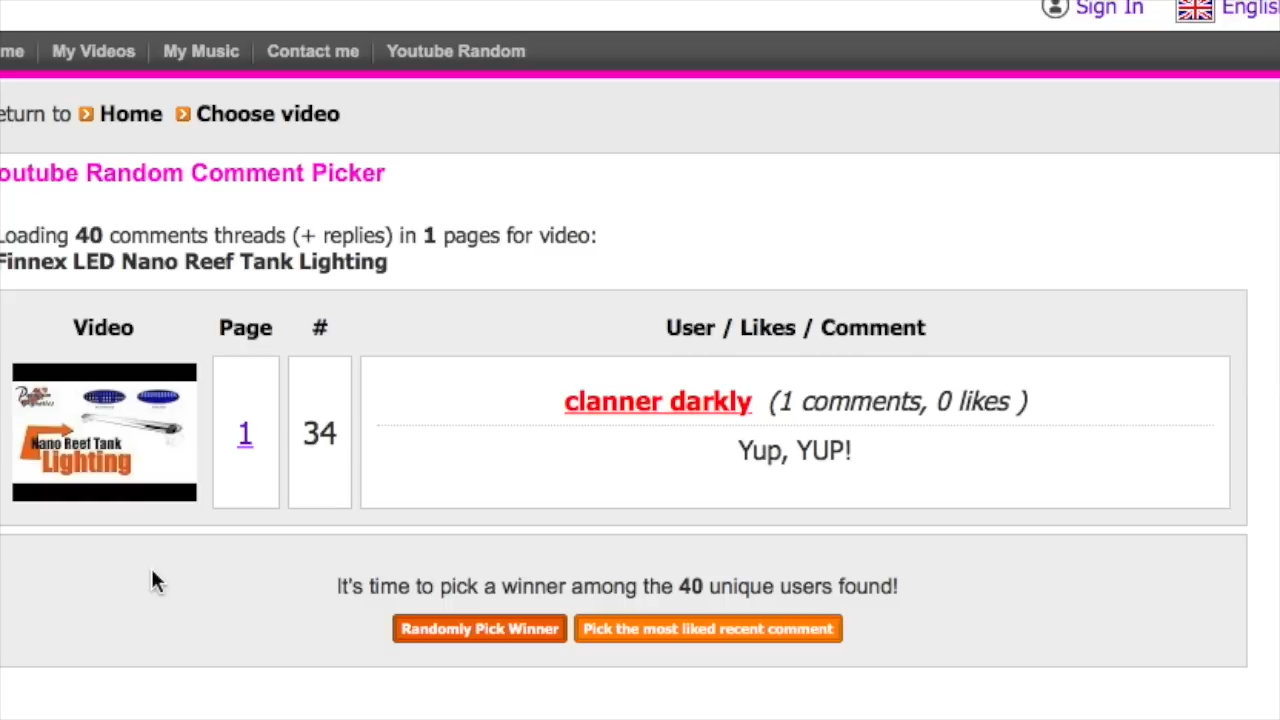 Sign In
Englis
me
My Videos
My Music
Contact me
Youtube Random
eturn to Home Choose video
outube Random Comment Picker
Loading 40 comments threads (+ replies) in 1 pages for video:
Finnex LED Nano Reef Tank Lighting
Video Page # User / Likes / Comment
Nano Reef Tank
Lighting
1
34
clanner darkly (1 comments, 0 likes )
Yup, YUP!
It's time to pick a winner among the 40 unique users found!
Randomly Pick Winner
Pick the most liked recent comment